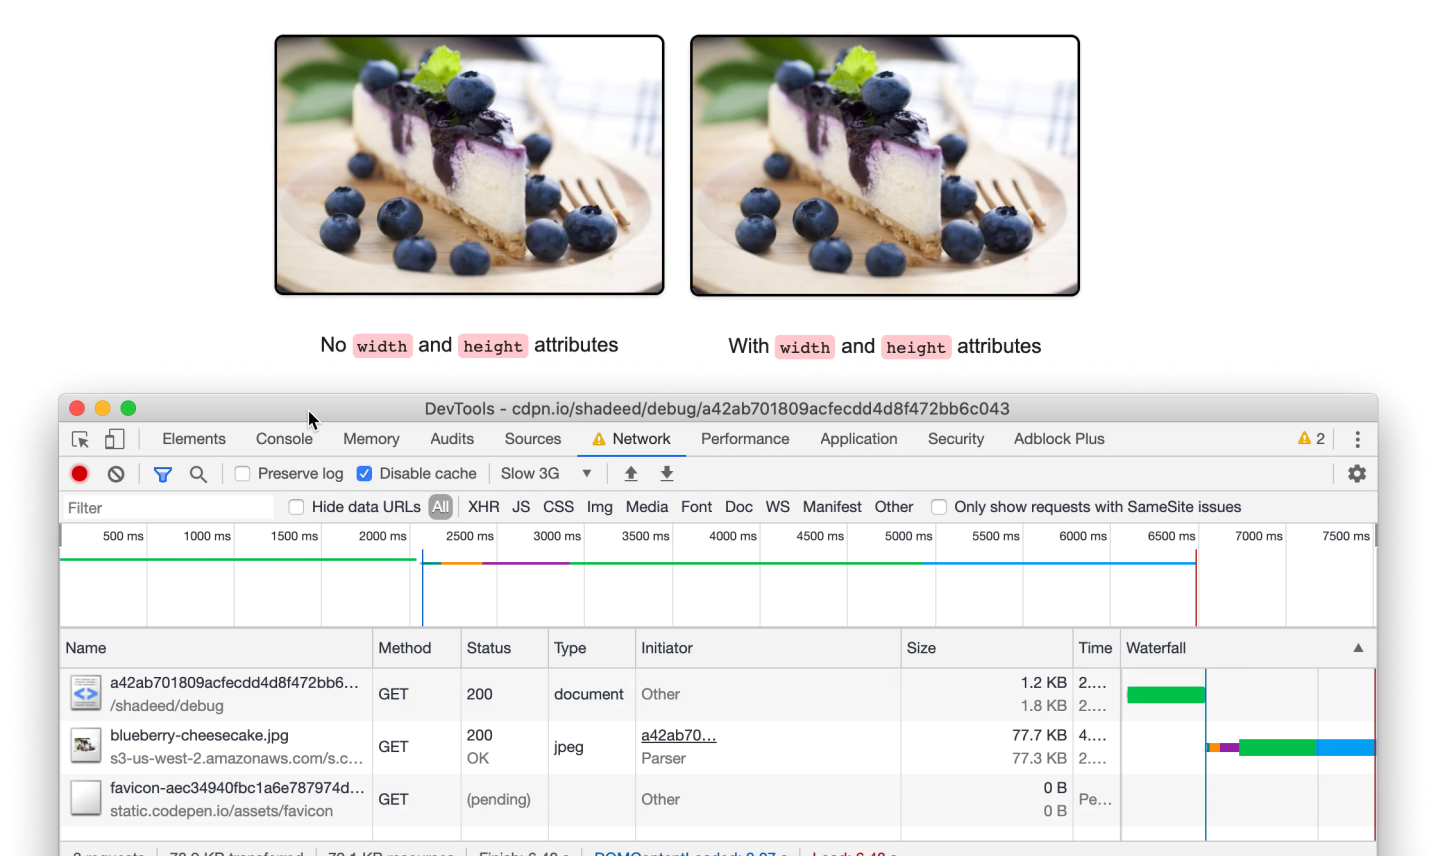 No width and height attributes
With width and height attributes
DevTools - cdpn.io/shadeed/debug/a42ab701809acfecdd4d8f472bb6c043
Elements Console Memory Audits Sources Network Performance Application Security Adblock Plus 2
Preserve log Disable cache Slow 3G
Filter Hide data URLs All XHR JS CSS Img Media Font Doc WS Manifest Other Only show requests with SameSite issues
500 ms 1000 ms 1500 ms 2000 ms 2500 ms 3000 ms 3500 ms 4000 ms 4500 ms 5000 ms 5500 ms 6000 ms 6500 ms 7000 ms 7500 ms
Name Method Status Type Initiator Size Time Waterfall
a42ab701809acfecdd4d8f472bb6... GET 200 document Other 1.2 KB 2....
/shadeed/debug 1.8 KB 2....
blueberry-cheesecake.jpg GET 200 jpeg a42ab70... 77.7 KB 4....
s3-us-west-2.amazonaws.com/s.c... OK Parser 77.3 KB 2....
favicon-aec34940fbc1a6e787974d... GET (pending) Other 0 B Pe...
static.codepen.io/assets/favicon 0 B